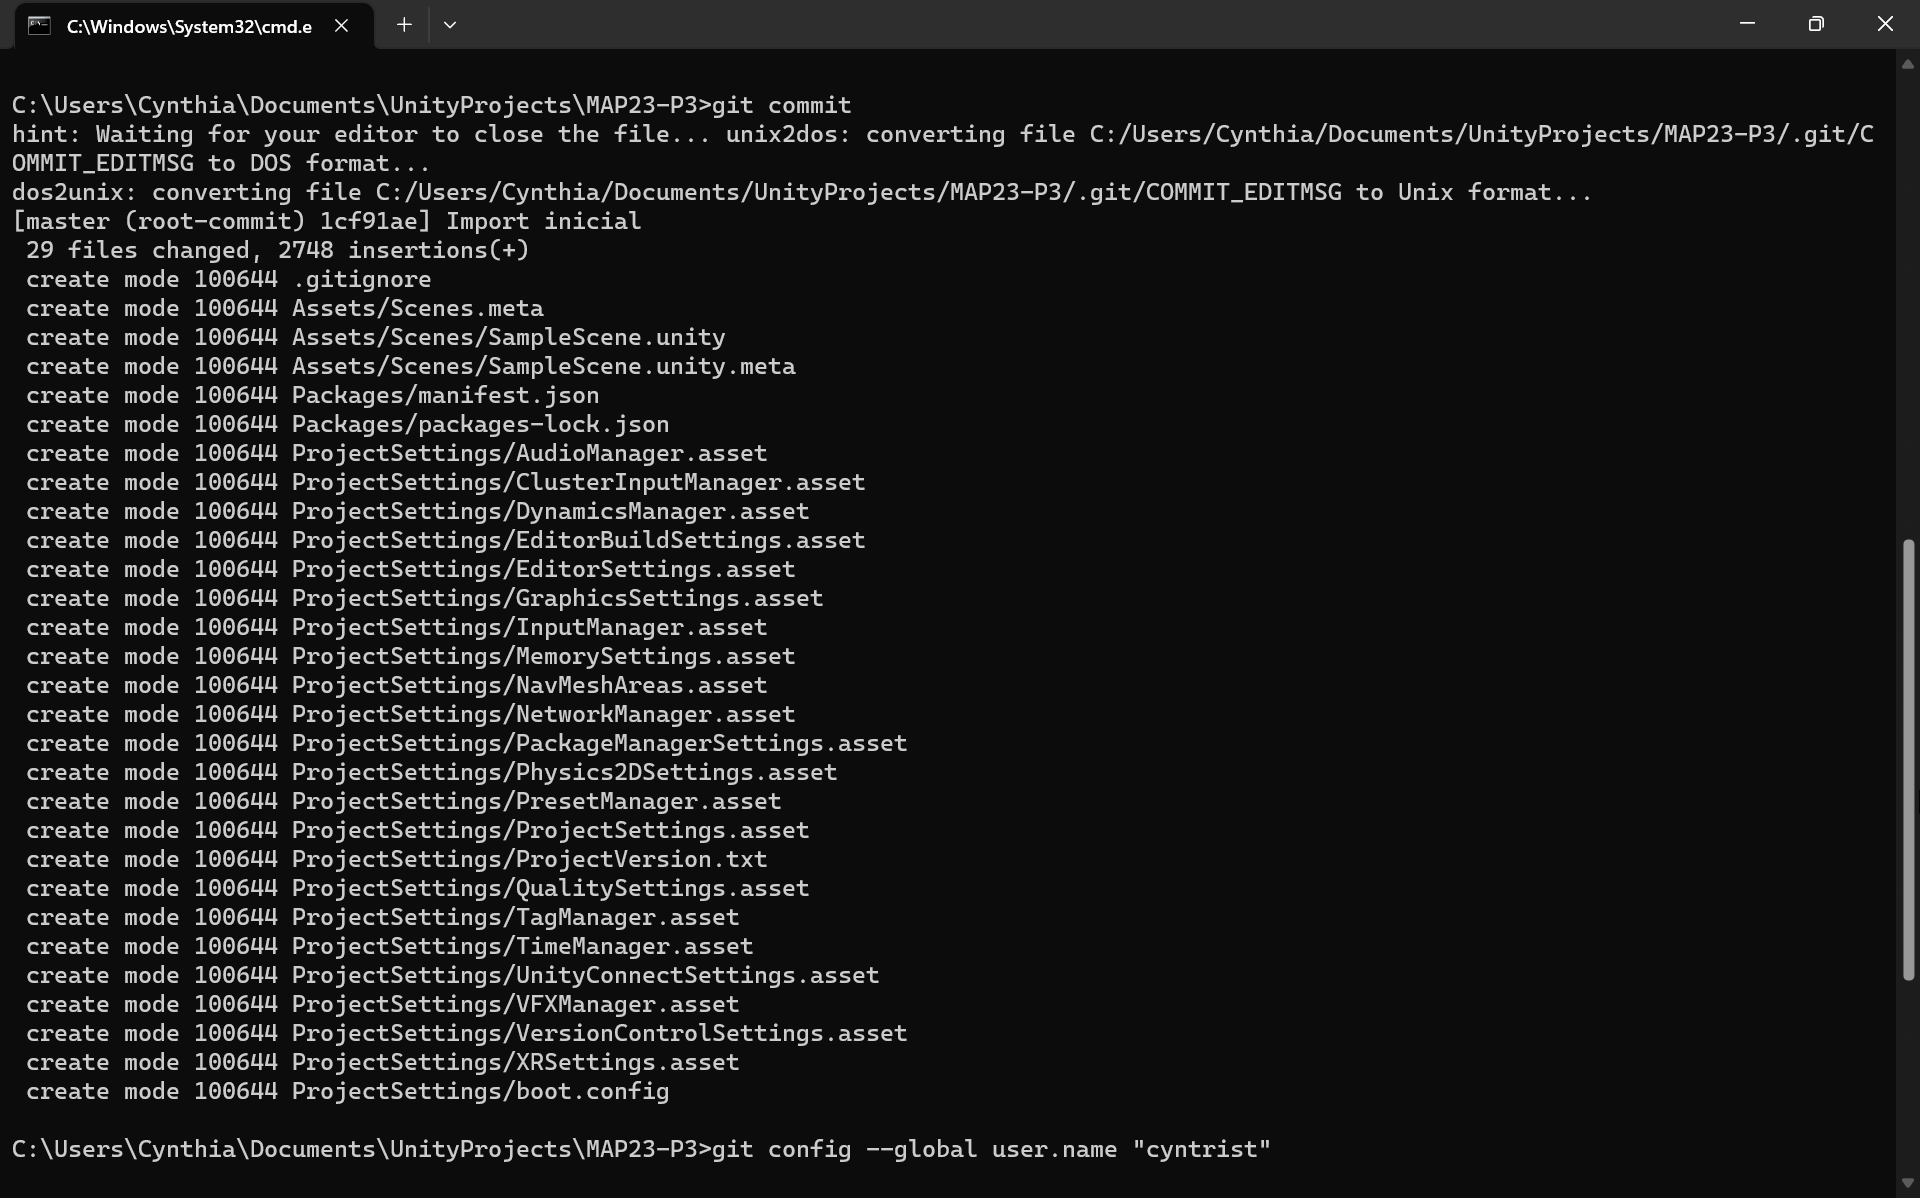 C:\Windows\System32\cmd.e
C:\Users\Cynthia\Documents\UnityProjects\MAP23-P3>git commit
hint: Waiting for your editor to close the file... unix2dos: converting file C:/Users/Cynthia/Documents/UnityProjects/MAP23-P3/.git/C
OMMIT_EDITMSG to DOS format...
dos2unix: converting file C:/Users/Cynthia/Documents/UnityProjects/MAP23-P3/.git/COMMIT_EDITMSG to Unix format...
[master (root-commit) 1cf91ae] Import inicial
 29 files changed, 2748 insertions(+)
 create mode 100644 .gitignore
 create mode 100644 Assets/Scenes.meta
 create mode 100644 Assets/Scenes/SampleScene.unity
 create mode 100644 Assets/Scenes/SampleScene.unity.meta
 create mode 100644 Packages/manifest.json
 create mode 100644 Packages/packages-lock.json
 create mode 100644 ProjectSettings/AudioManager.asset
 create mode 100644 ProjectSettings/ClusterInputManager.asset
 create mode 100644 ProjectSettings/DynamicsManager.asset
 create mode 100644 ProjectSettings/EditorBuildSettings.asset
 create mode 100644 ProjectSettings/EditorSettings.asset
 create mode 100644 ProjectSettings/GraphicsSettings.asset
 create mode 100644 ProjectSettings/InputManager.asset
 create mode 100644 ProjectSettings/MemorySettings.asset
 create mode 100644 ProjectSettings/NavMeshAreas.asset
 create mode 100644 ProjectSettings/NetworkManager.asset
 create mode 100644 ProjectSettings/PackageManagerSettings.asset
 create mode 100644 ProjectSettings/Physics2DSettings.asset
 create mode 100644 ProjectSettings/PresetManager.asset
 create mode 100644 ProjectSettings/ProjectSettings.asset
 create mode 100644 ProjectSettings/ProjectVersion.txt
 create mode 100644 ProjectSettings/QualitySettings.asset
 create mode 100644 ProjectSettings/TagManager.asset
 create mode 100644 ProjectSettings/TimeManager.asset
 create mode 100644 ProjectSettings/UnityConnectSettings.asset
 create mode 100644 ProjectSettings/VFXManager.asset
 create mode 100644 ProjectSettings/VersionControlSettings.asset
 create mode 100644 ProjectSettings/XRSettings.asset
 create mode 100644 ProjectSettings/boot.config
C:\Users\Cynthia\Documents\UnityProjects\MAP23-P3>git config --global user.name "cyntrist"